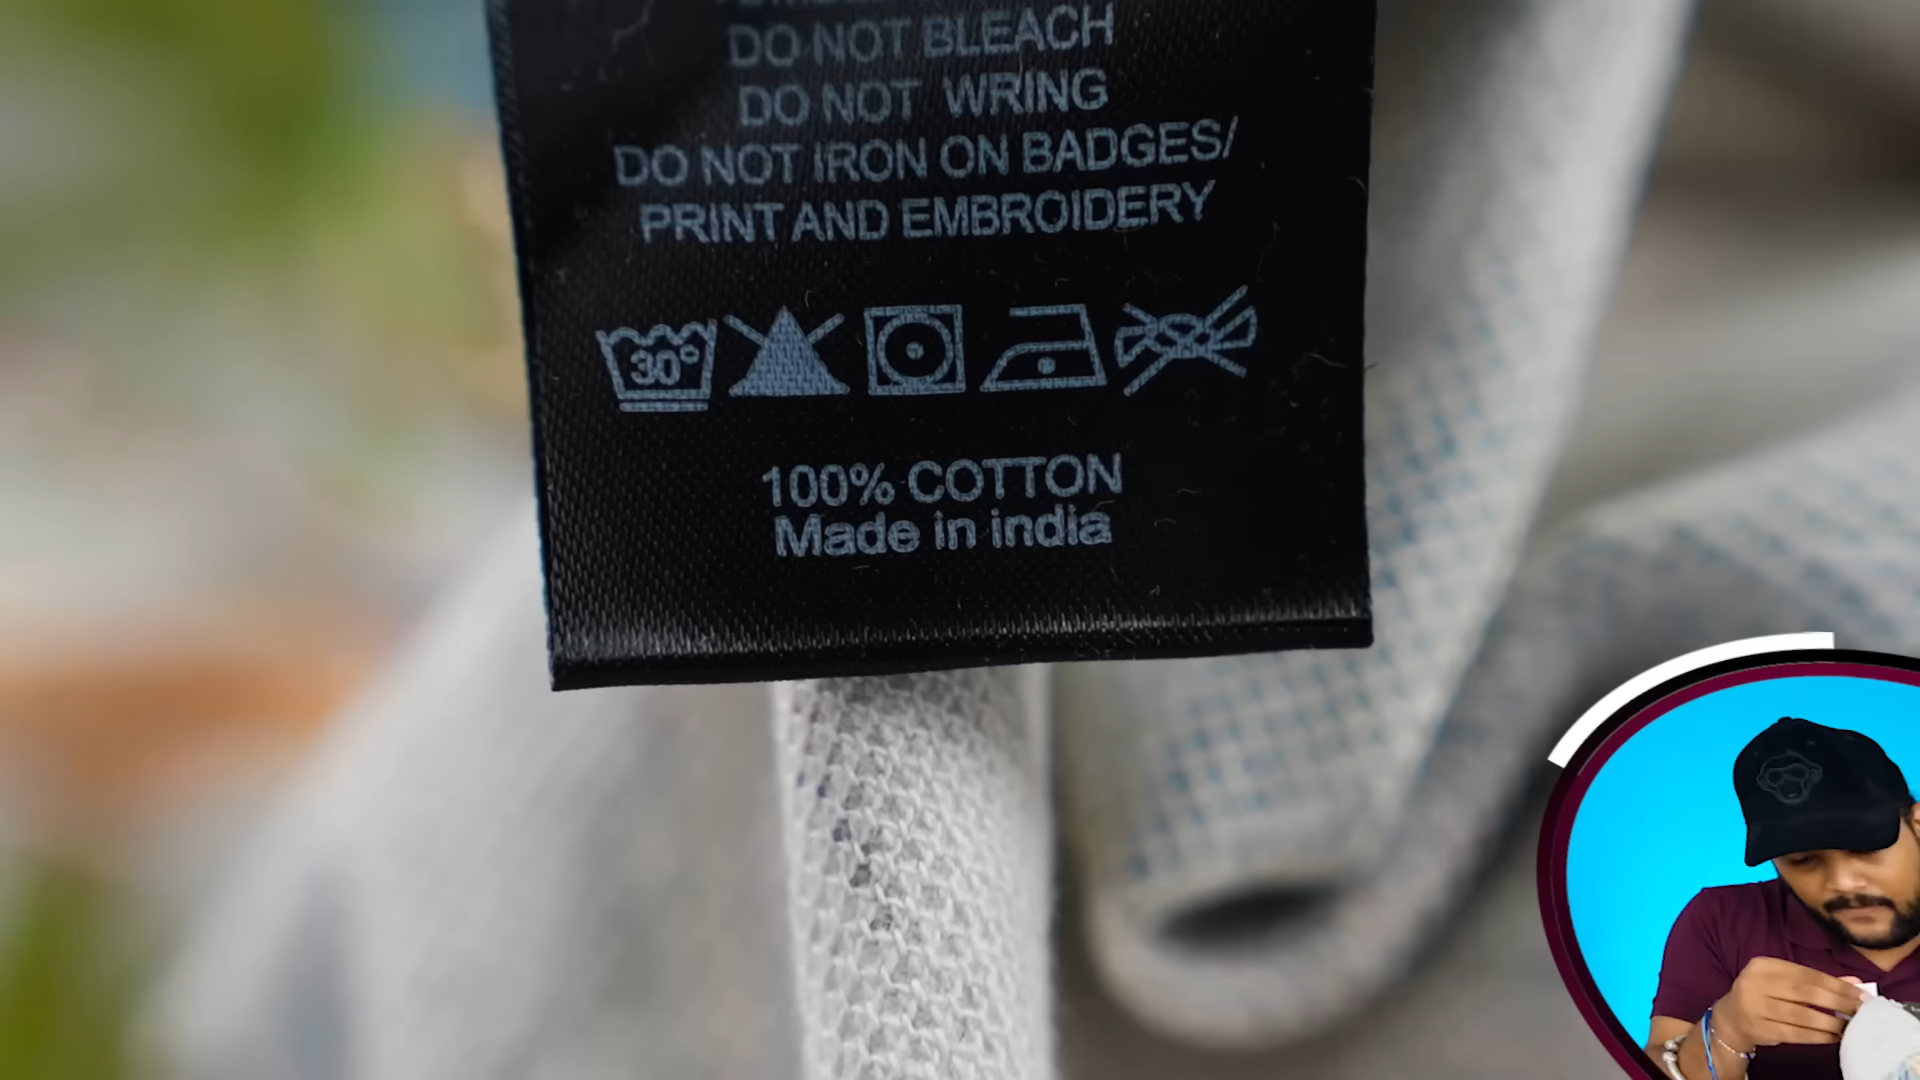 DO NOT BLEACH
DO NOT WRING
DO NOT IRON ON BADGES/
PRINT AND EMBROIDERY
30°
100% COTTON
Made in india